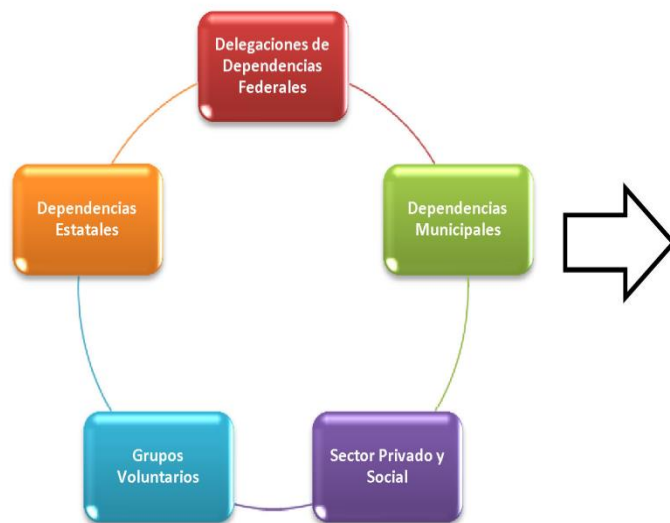 Delegaciones de
Dependencias
Federales
Dependencias
Estatales
Dependencias
Municipales
Grupos
Voluntarios
Sector Privado y
Social